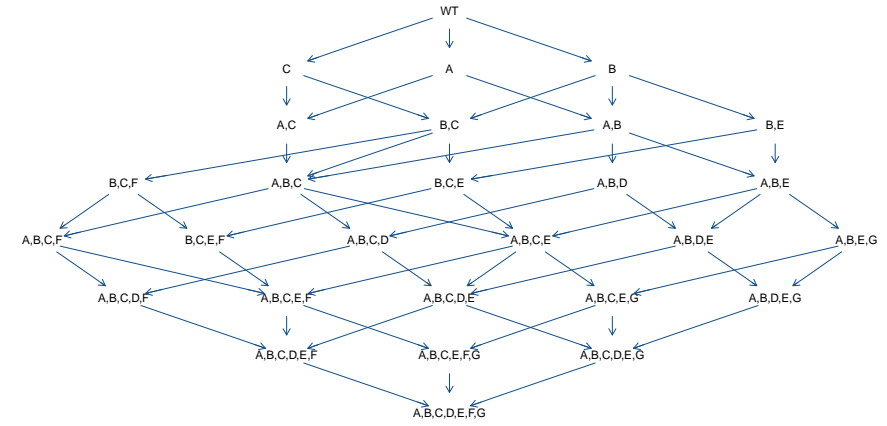 WT
C A B
A,C B,C A,B B,E
B,C,F A,B,C B,C,E A,B,D A,B,E
A,B,C,F B,C,E,F A,B,C,D A,B,C,E A,B,D,E A,B,E,G
A,B,C,D,F A,B,C,E,F A,B,C,D,E A,B,C,E,G A,B,D,E,G
A,B,C,D,E,F A,B,C,E,F,G A,B,C,D,E,G
A,B,C,D,E,F,G